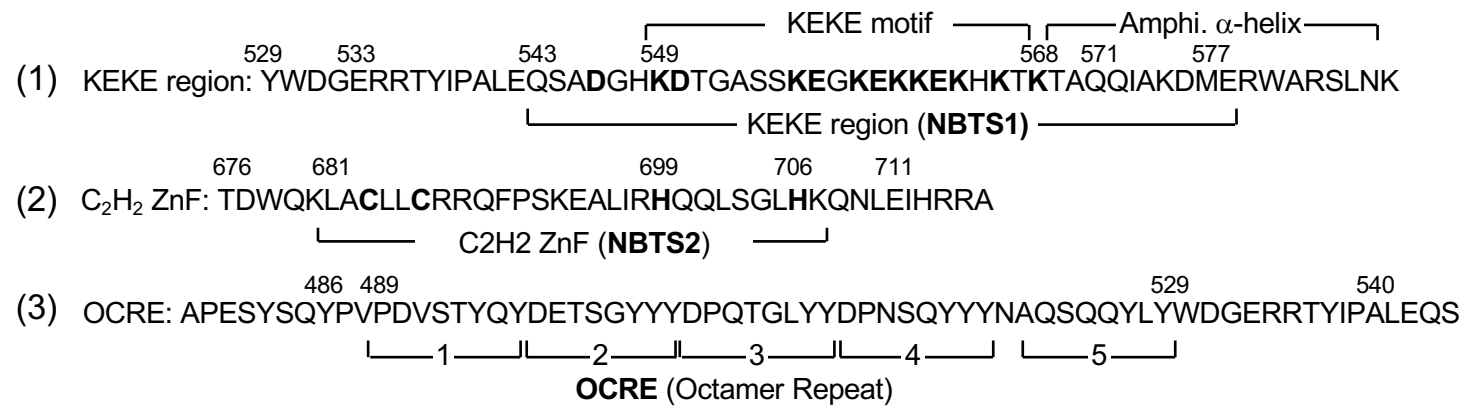 KEKE motif Amphi. α-helix
529 533 543 549 568 571 577
(1) KEKE region: YWDGERRTYIPALEQSADGHKDTGASSKEGKEKKEKHKTKTAQQIAKDMERWARSLNK
KEKE region (NBTS1)
676 681 699 706 711
(2) C₂H₂ ZnF: TDWQKLACLLCRRQFPSKEALIRHQQLSGLHKQNLEIHRRA
C2H2 ZnF (NBTS2)
486 489 529 540
(3) OCRE: APESYSQYPVPDVSTYQYDETSGYYYDPQTGLYYDPNSQYYYNAQSQQYLYWDGERRTYIPALEQS
1 2 3 4 5
OCRE (Octamer Repeat)